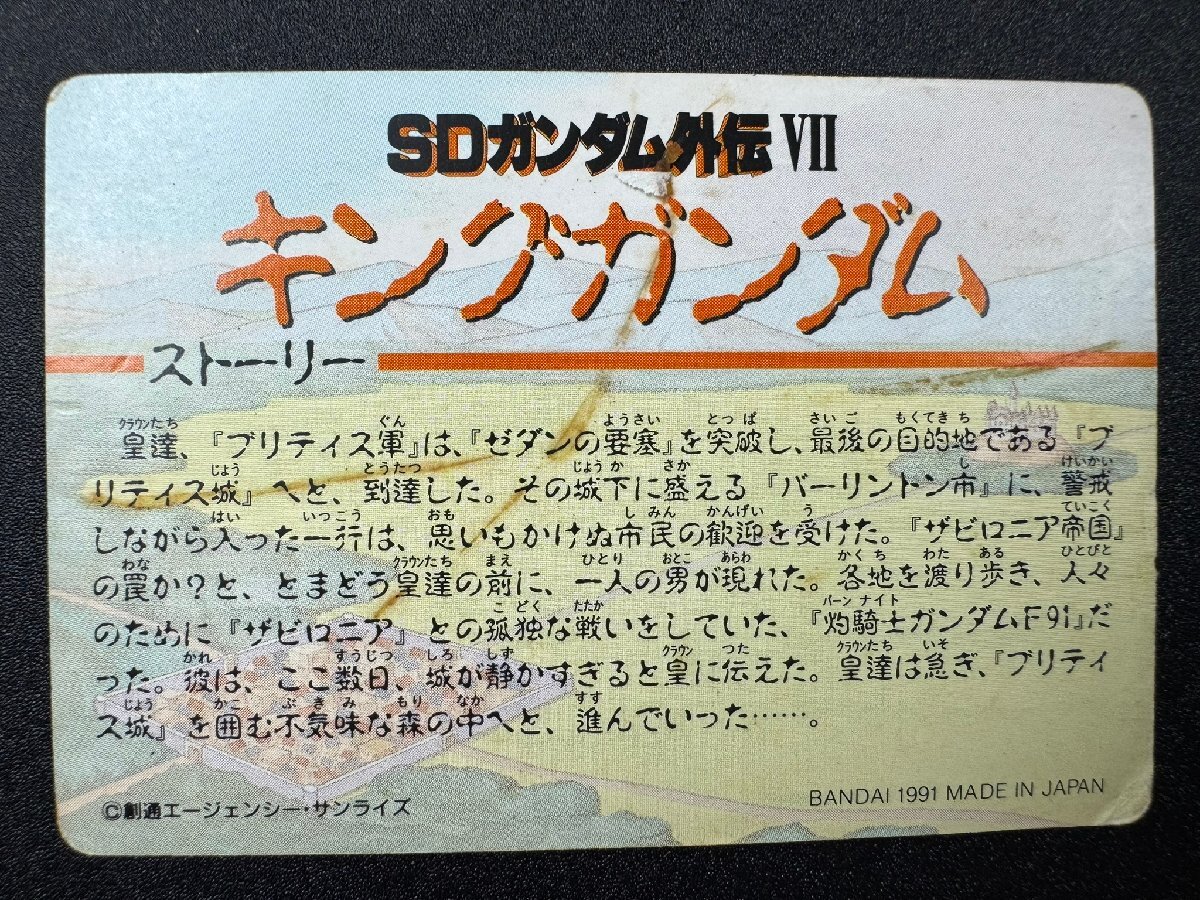 SDガンダム外伝 VII
キングガンダム
ストーリー
皇達、『ブリティス軍』は、『ゼダンの要塞』を突破し、最後の目的地である『ブ
リティス城』へと、到達した。その城下に盛える『バーリントン市』に、警戒
しながら入った一行は、思いもかけぬ市民の歓迎を受けた。『ザビロニア帝国』
の罠か?と、とまどう皇達の前に、一人の男が現れた。各地を渡り歩き、人々
のために『ザビロニア』との孤独な戦いをしていた、『灼騎士ガンダムF91』だ
った。彼は、ここ数日、城が静かすぎると皇に伝えた。皇達は急ぎ、『ブリティ
ス城』を囲む不気味な森の中へと、進んでいった……。
©創通エージェンシー・サンライズ
BANDAI 1991 MADE IN JAPAN